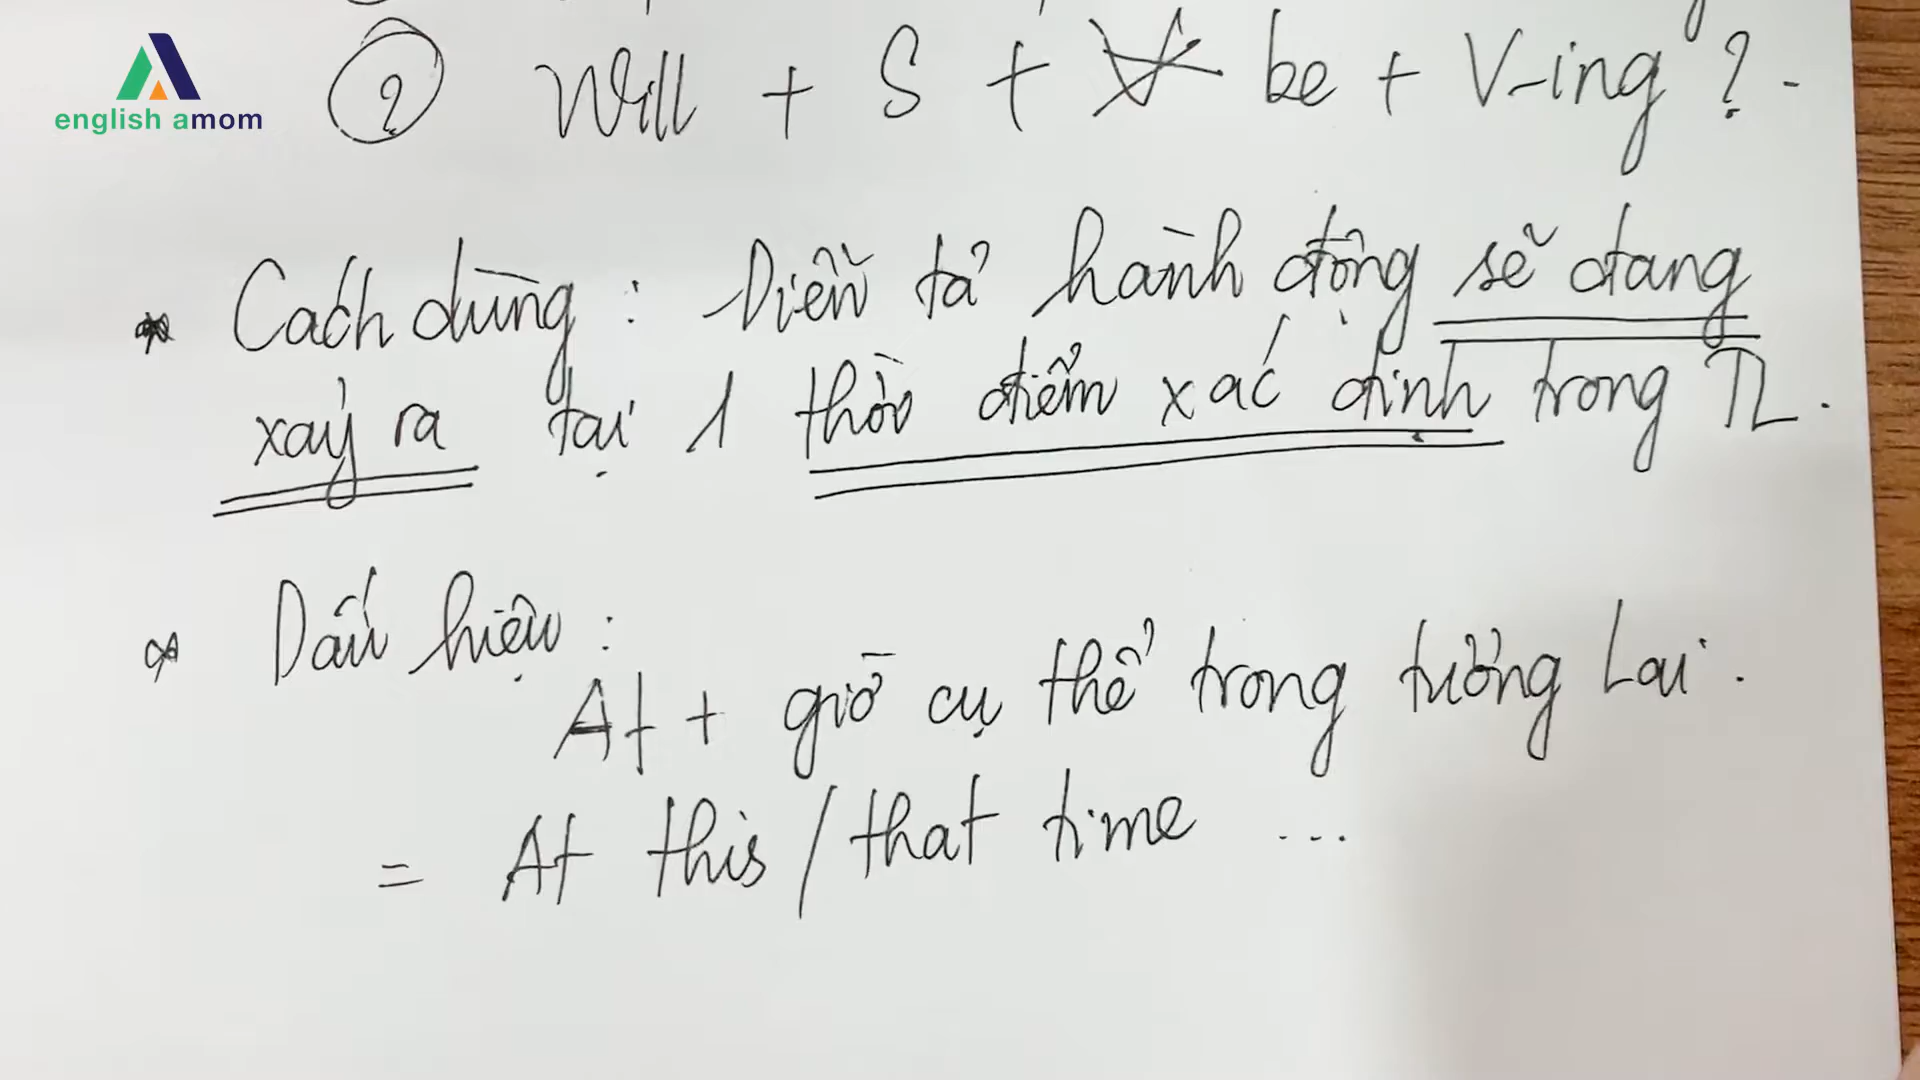 english amom
? Will + S + be + V-ing ? .
* Cách dùng : Diễn tả hành động sẽ đang
xảy ra tại 1 thời điểm xác định trong TL .
* Dấu hiệu :
At + giờ cụ thể trong tương lai .
= At this / that time ...